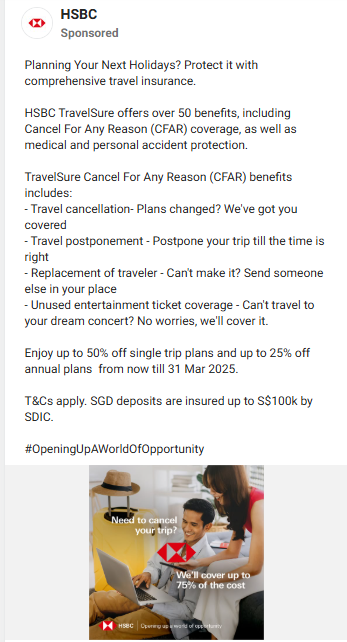 HSBC
Sponsored
Planning Your Next Holidays? Protect it with
comprehensive travel insurance.
HSBC TravelSure offers over 50 benefits, including
Cancel For Any Reason (CFAR) coverage, as well as
medical and personal accident protection.
TravelSure Cancel For Any Reason (CFAR) benefits
includes:
- Travel cancellation- Plans changed? We've got you
covered
- Travel postponement - Postpone your trip till the time is
right
- Replacement of traveler - Can't make it? Send someone
else in your place
- Unused entertainment ticket coverage - Can't travel to
your dream concert? No worries, we'll cover it.
Enjoy up to 50% off single trip plans and up to 25% off
annual plans  from now till 31 Mar 2025.
T&Cs apply. SGD deposits are insured up to S$100k by
SDIC.
#OpeningUpAWorldOfOpportunity
Need to cancel
your trip?
We'll cover up to
75% of the cost
HSBC | Opening up a world of opportunity